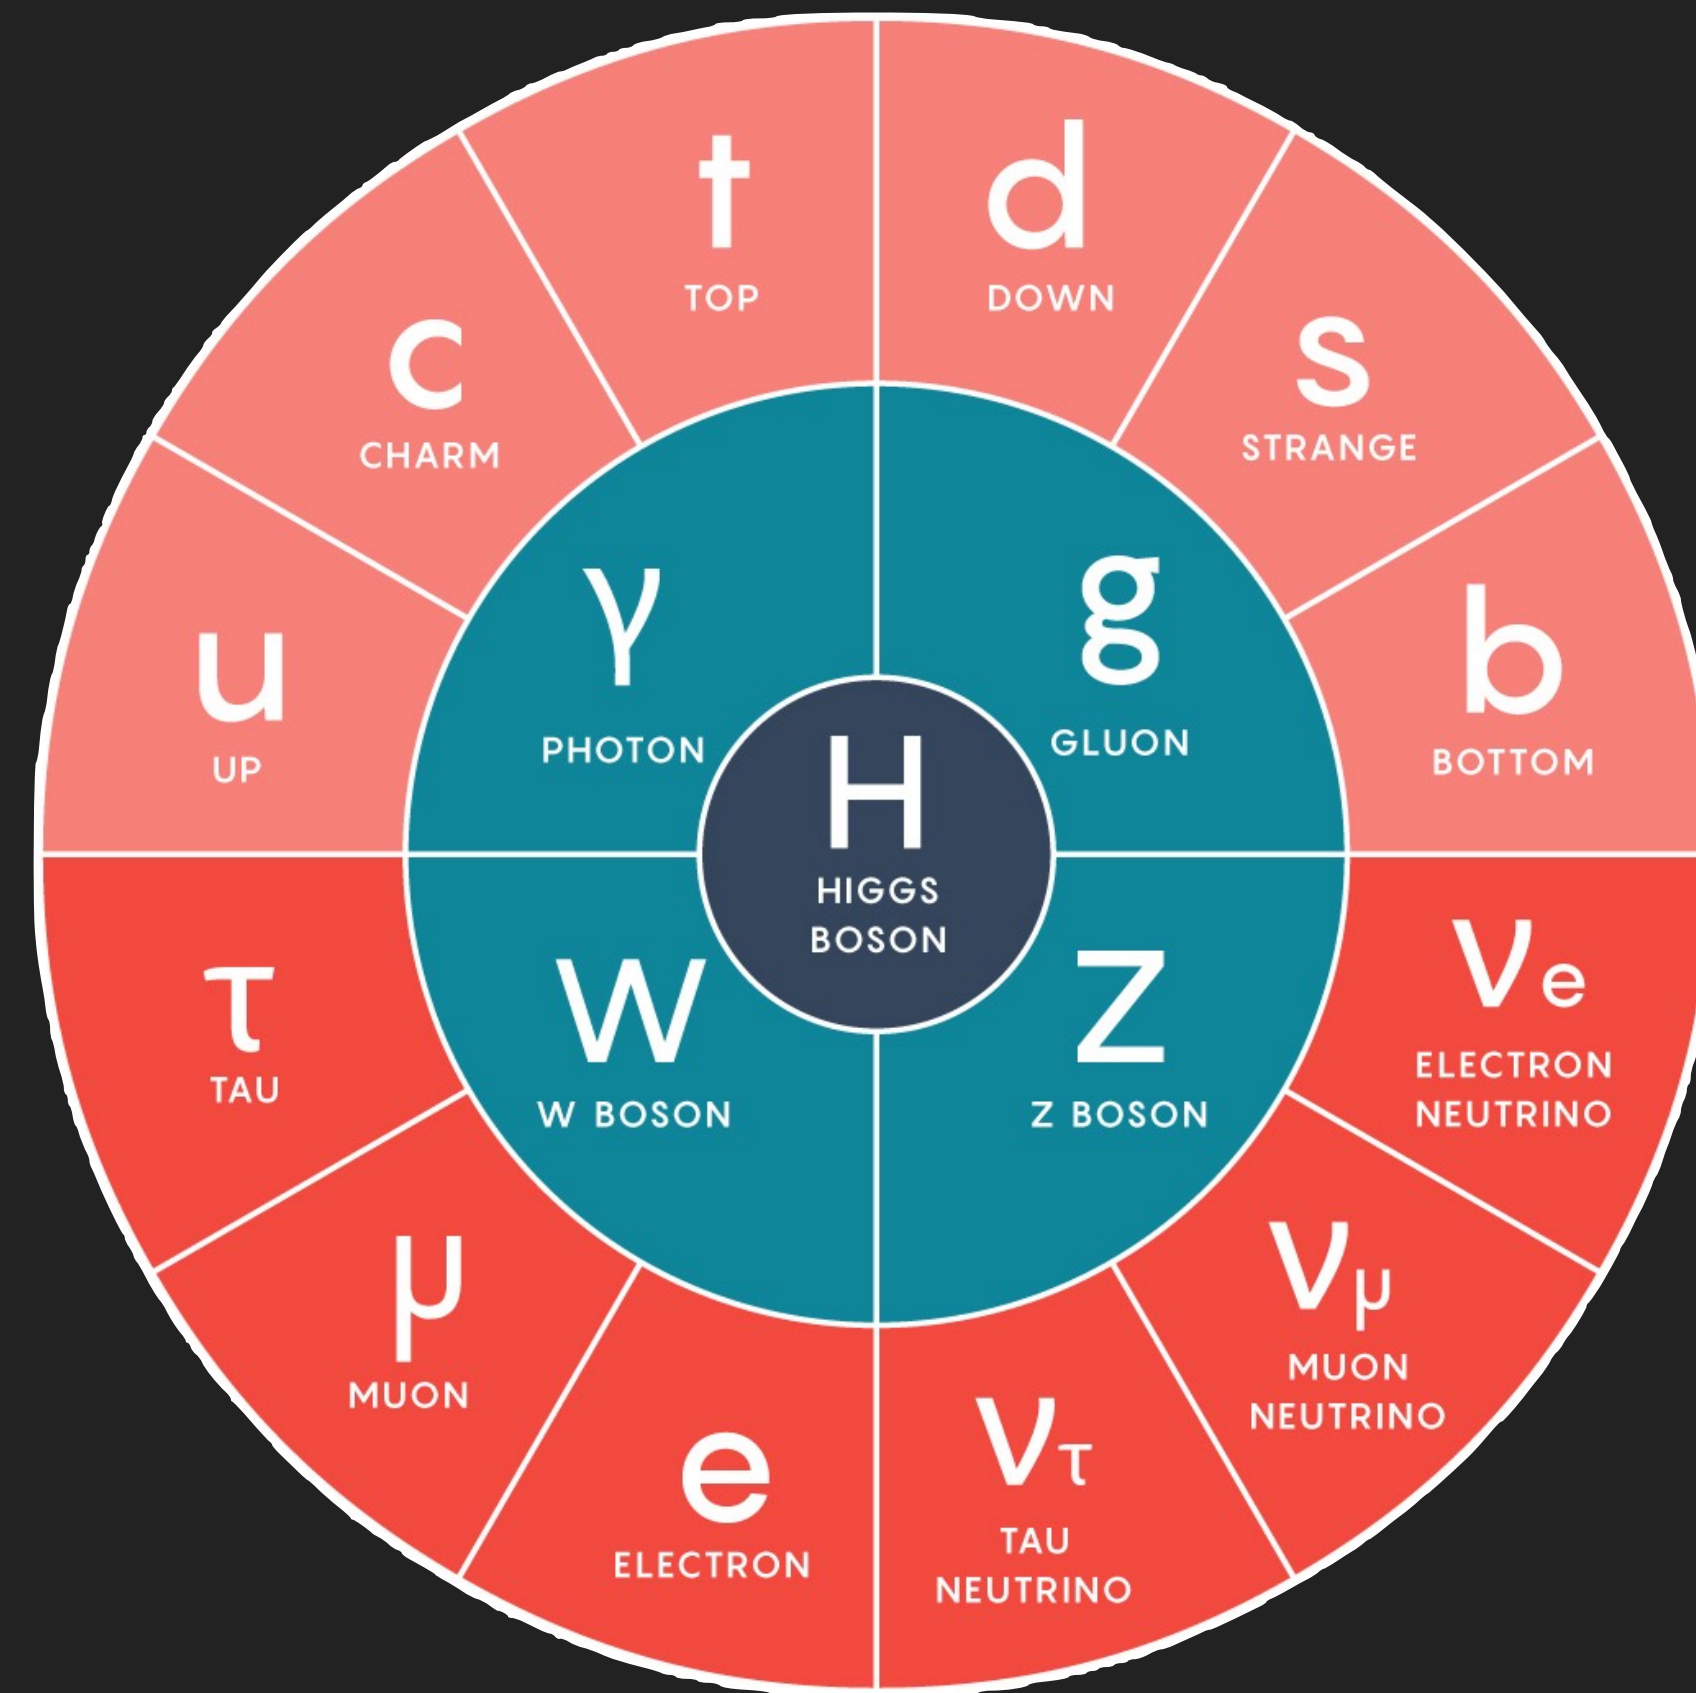 t
TOP
d
DOWN
c
CHARM
s
STRANGE
u
UP
γ
PHOTON
g
GLUON
b
BOTTOM
H
HIGGS
BOSON
τ
TAU
W
W BOSON
Z
Z BOSON
νe
ELECTRON
NEUTRINO
μ
MUON
νμ
MUON
NEUTRINO
e
ELECTRON
ντ
TAU
NEUTRINO